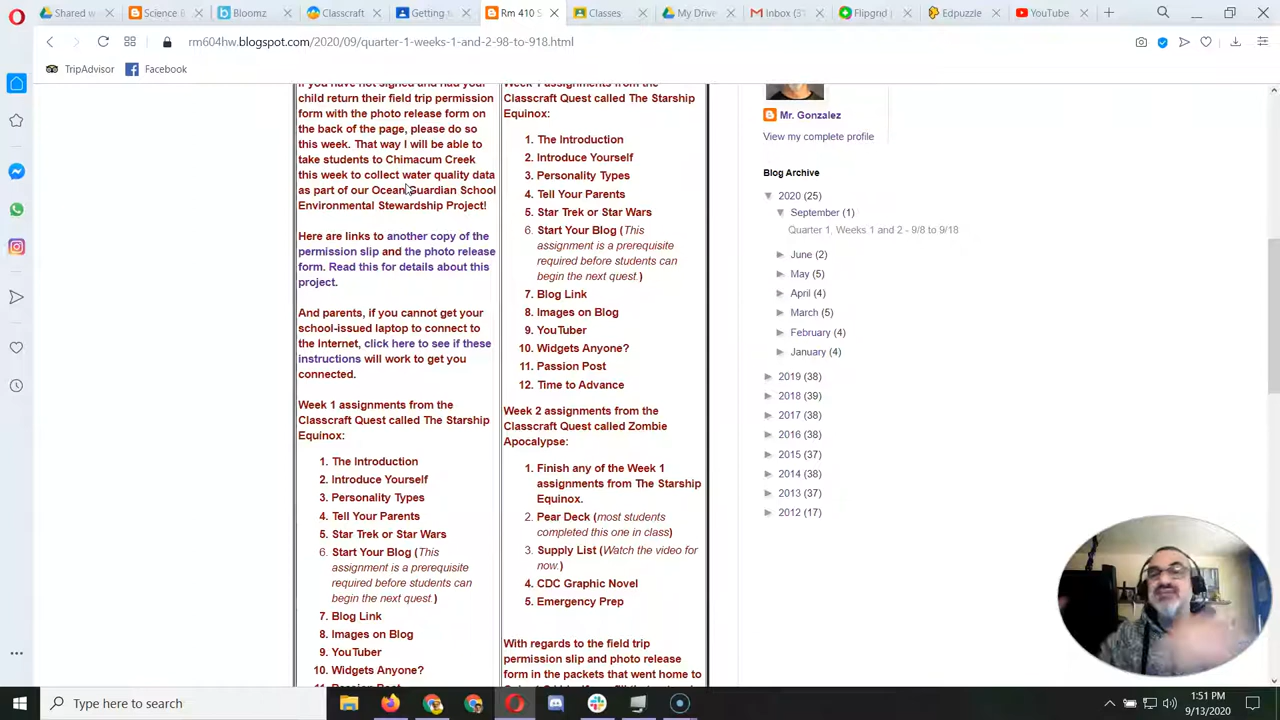 Shared w
Science 6
Bloomz
Classcraft
Getting ta
Rm 410 S
Classes
My Drive
Inbox (3
Flipgrid
Edpuzzle
YouTube
rm604hw.blogspot.com/2020/09/quarter-1-weeks-1-and-2-98-to-918.html
TripAdvisor
Facebook
If you have not signed and had your
child return their field trip permission
form with the photo release form on
the back of the page, please do so
this week. That way I will be able to
take students to Chimacum Creek
this week to collect water quality data
as part of our Ocean Guardian School
Environmental Stewardship Project!
Here are links to another copy of the
permission slip and the photo release
form. Read this for details about this
project.
And parents, if you cannot get your
school-issued laptop to connect to
the Internet, click here to see if these
instructions will work to get you
connected.
Week 1 assignments from the
Classcraft Quest called The Starship
Equinox:
1. The Introduction
2. Introduce Yourself
3. Personality Types
4. Tell Your Parents
5. Star Trek or Star Wars
6. Start Your Blog (This
assignment is a prerequisite
required before students can
begin the next quest.)
7. Blog Link
8. Images on Blog
9. YouTuber
10. Widgets Anyone?
11. Passion Post
Week 1 assignments from the
Classcraft Quest called The Starship
Equinox:
1. The Introduction
2. Introduce Yourself
3. Personality Types
4. Tell Your Parents
5. Star Trek or Star Wars
6. Start Your Blog (This
assignment is a prerequisite
required before students can
begin the next quest.)
7. Blog Link
8. Images on Blog
9. YouTuber
10. Widgets Anyone?
11. Passion Post
12. Time to Advance
Week 2 assignments from the
Classcraft Quest called Zombie
Apocalypse:
1. Finish any of the Week 1
assignments from The Starship
Equinox.
2. Pear Deck (most students
completed this one in class)
3. Supply List (Watch the video for
now.)
4. CDC Graphic Novel
5. Emergency Prep
With regards to the field trip
permission slip and photo release
form in the packets that went home to
Mr. Gonzalez
View my complete profile
Blog Archive
▼ 2020 (25)
▼ September (1)
Quarter 1, Weeks 1 and 2 - 9/8 to 9/18
► June (2)
► May (5)
► April (4)
► March (5)
► February (4)
► January (4)
► 2019 (38)
► 2018 (39)
► 2017 (38)
► 2016 (38)
► 2015 (37)
► 2014 (38)
► 2013 (37)
► 2012 (17)
Type here to search
1:51 PM
9/13/2020